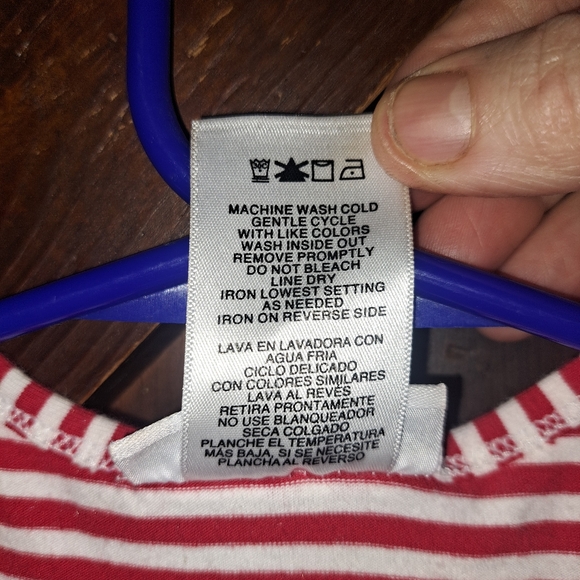 MACHINE WASH COLD
GENTLE CYCLE
WITH LIKE COLORS
WASH INSIDE OUT
REMOVE PROMPTLY
DO NOT BLEACH
LINE DRY
IRON LOWEST SETTING
AS NEEDED
IRON ON REVERSE SIDE
LAVA EN LAVADORA CON
AGUA FRIA
CICLO DELICADO
CON COLORES SIMILARES
LAVA AL REVÉS
RETIRA PRONTAMENTE
NO USE BLANQUEADOR
SECA COLGADO
PLANCHE EL TEMPERATURA
MÁS BAJA, SI SE NECESITE
PLANCHA AL REVERSO